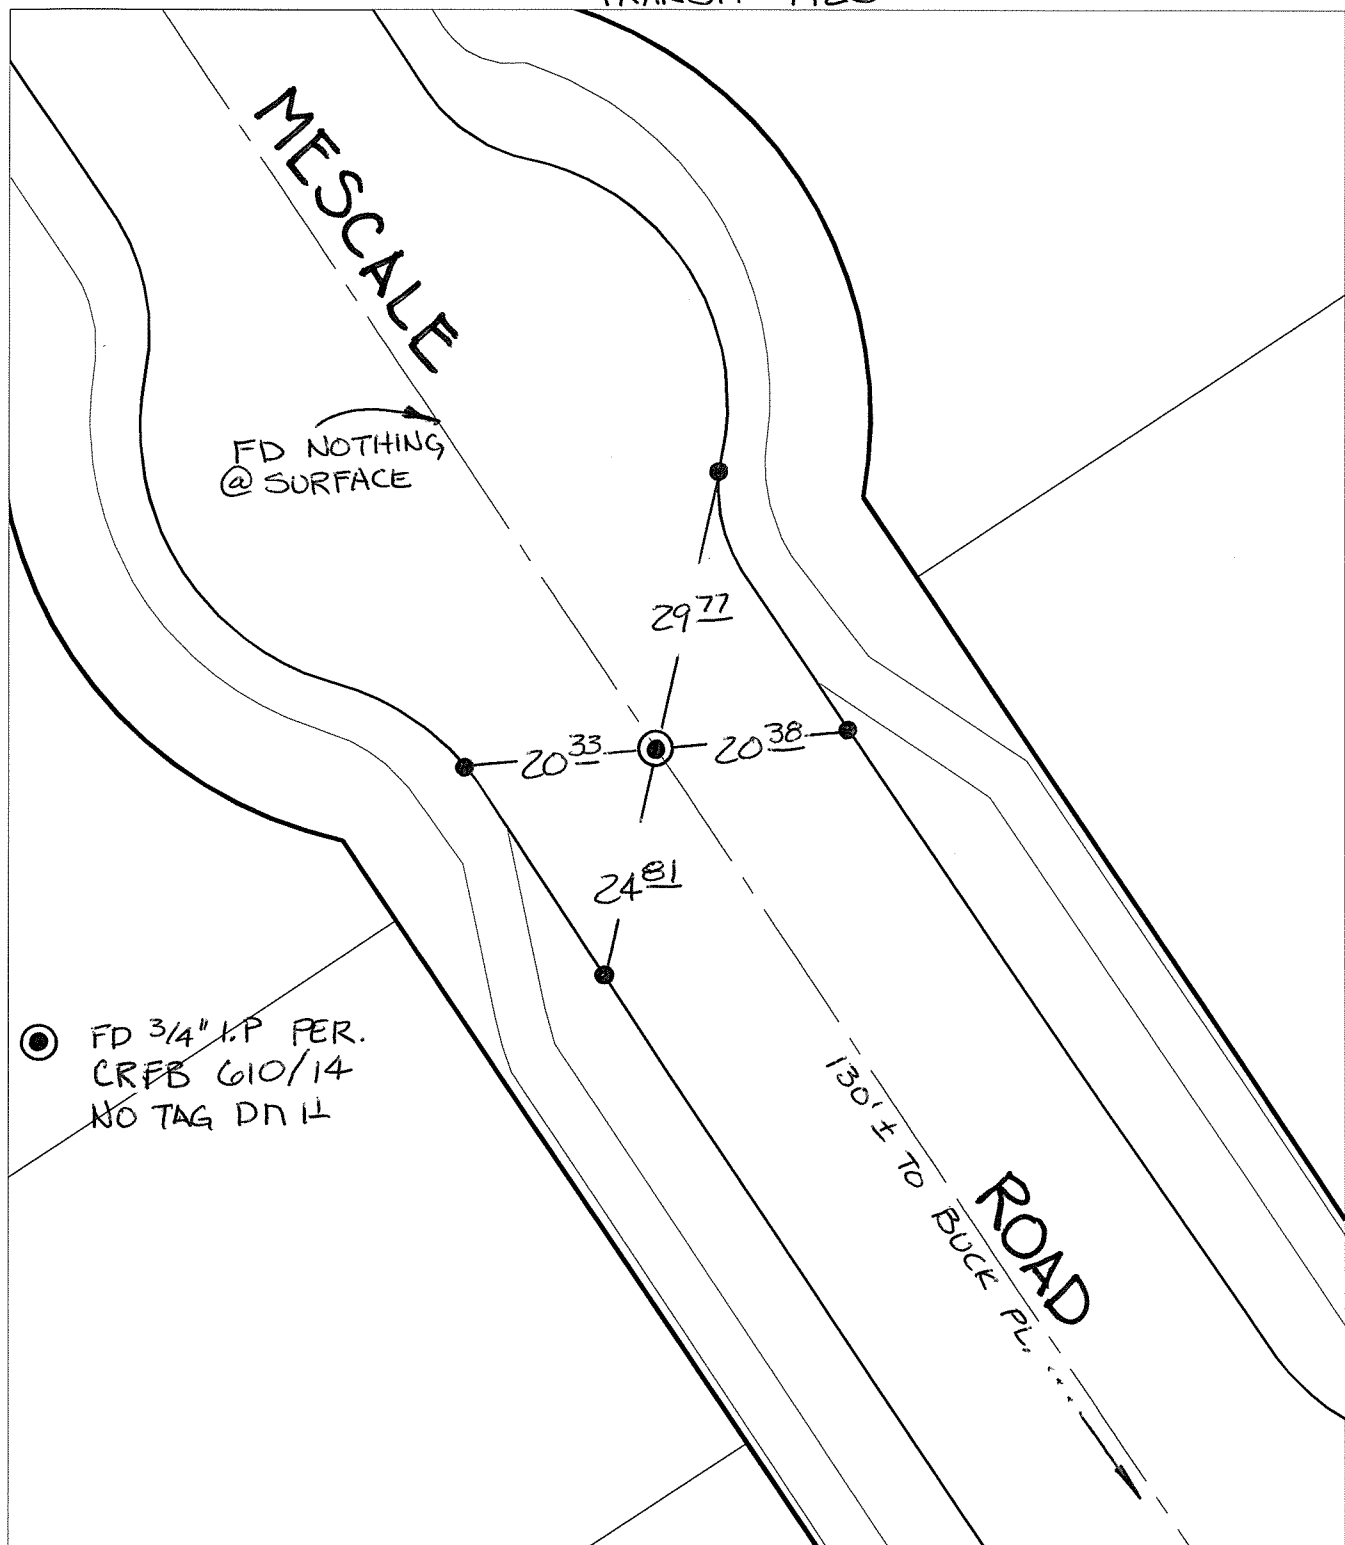 MESCALE
FD NOTHING
@ SURFACE
29 77
20 33
20 38
24 81
FD 3/4" I.P PER.
CRFB 610/14
NO TAG DN
130' ± TO BUCK PL. ...
ROAD